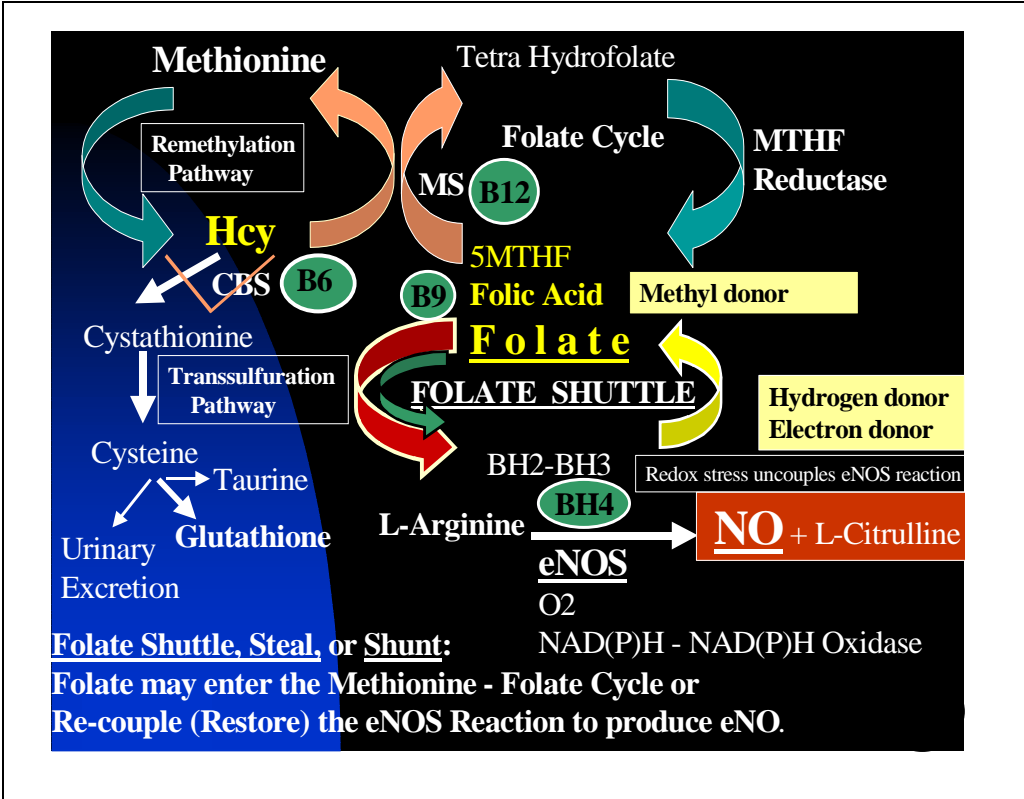 Methionine
Tetra Hydrofolate
Remethylation
Pathway
Folate Cycle
MTHF
Reductase
MS
B12
Hcy
CBS
B6
5MTHF
B9
Folic Acid
Methyl donor
Cystathionine
Folate
Transsulfuration
Pathway
FOLATE SHUTTLE
Hydrogen donor
Electron donor
Cysteine
Taurine
BH2-BH3
Redox stress uncouples eNOS reaction
BH4
L-Arginine
NO + L-Citrulline
Urinary
Excretion
Glutathione
eNOS
O2
NAD(P)H - NAD(P)H Oxidase
Folate Shuttle, Steal, or Shunt:
Folate may enter the Methionine - Folate Cycle or
Re-couple (Restore) the eNOS Reaction to produce eNO.